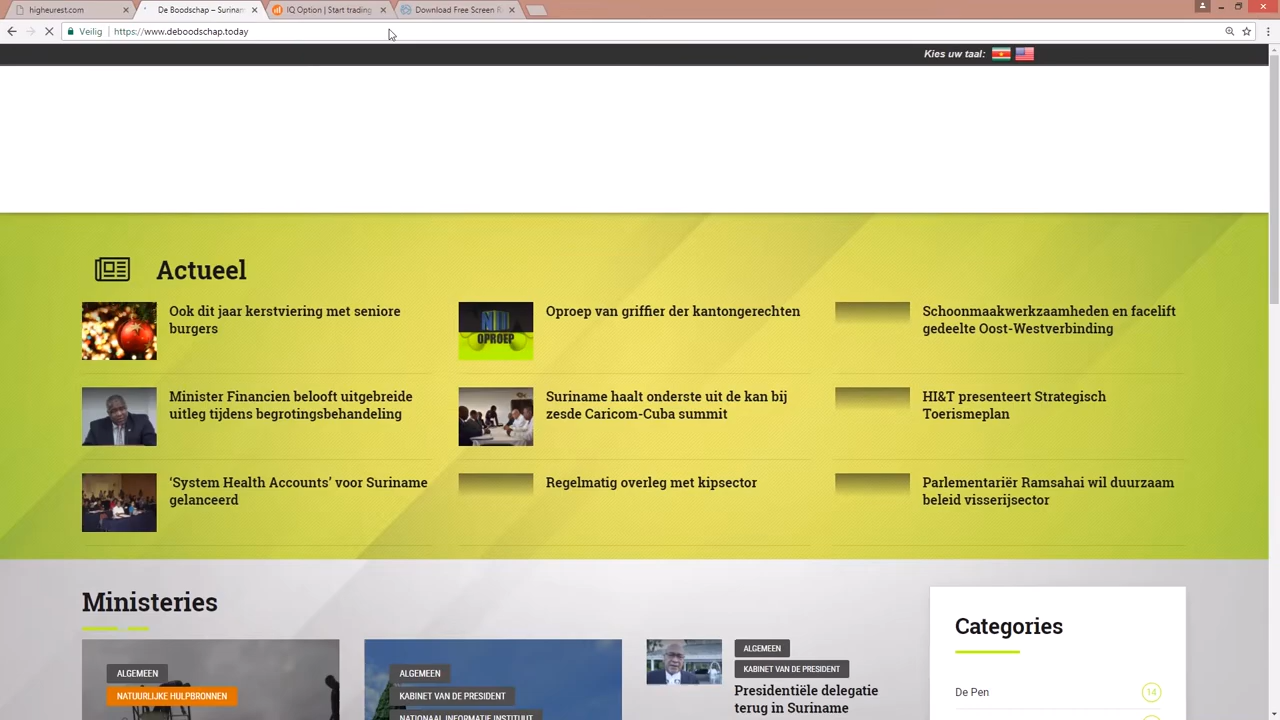 higheurest.com
De Boodschap – Surinam
IQ Option | Start trading
Download Free Screen R
Veilig
https://www.deboodschap.today
Kies uw taal:
Actueel
Ook dit jaar kerstviering met seniore
burgers
Oproep van griffier der kantongerechten
OPROEP
Schoonmaakwerkzaamheden en facelift
gedeelte Oost-Westverbinding
Minister Financien belooft uitgebreide
uitleg tijdens begrotingsbehandeling
Suriname haalt onderste uit de kan bij
zesde Caricom-Cuba summit
HI&T presenteert Strategisch
Toerismeplan
‘System Health Accounts’ voor Suriname
gelanceerd
Regelmatig overleg met kipsector
Parlementariër Ramsahai wil duurzaam
beleid visserijsector
Ministeries
ALGEMEEN
NATUURLIJKE HULPBRONNEN
ALGEMEEN
KABINET VAN DE PRESIDENT
NATIONAAL INFORMATIE INSTITUUT
ALGEMEEN
KABINET VAN DE PRESIDENT
Presidentiële delegatie
terug in Suriname
Categories
De Pen
14